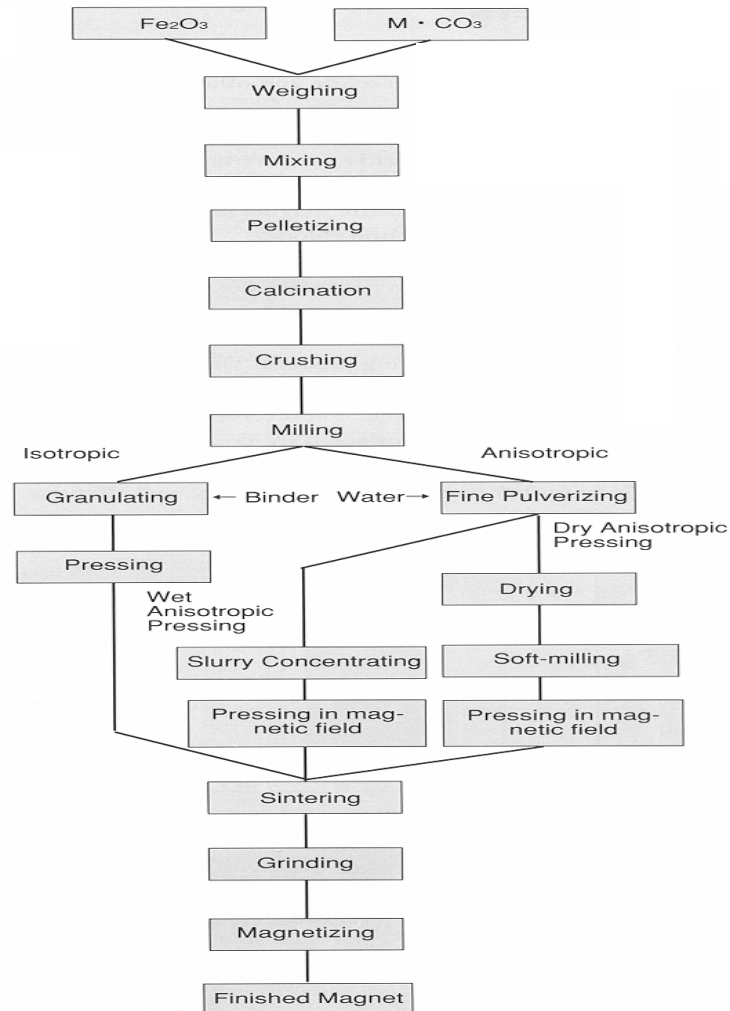 Fe₂O₃
M · CO₃
Weighing
Mixing
Pelletizing
Calcination
Crushing
Milling
Isotropic
Anisotropic
Granulating
← Binder
Water→
Fine Pulverizing
Dry Anisotropic
Pressing
Pressing
Drying
Wet
Anisotropic
Pressing
Slurry Concentrating
Soft-milling
Pressing in mag-
netic field
Pressing in mag-
netic field
Sintering
Grinding
Magnetizing
Finished Magnet